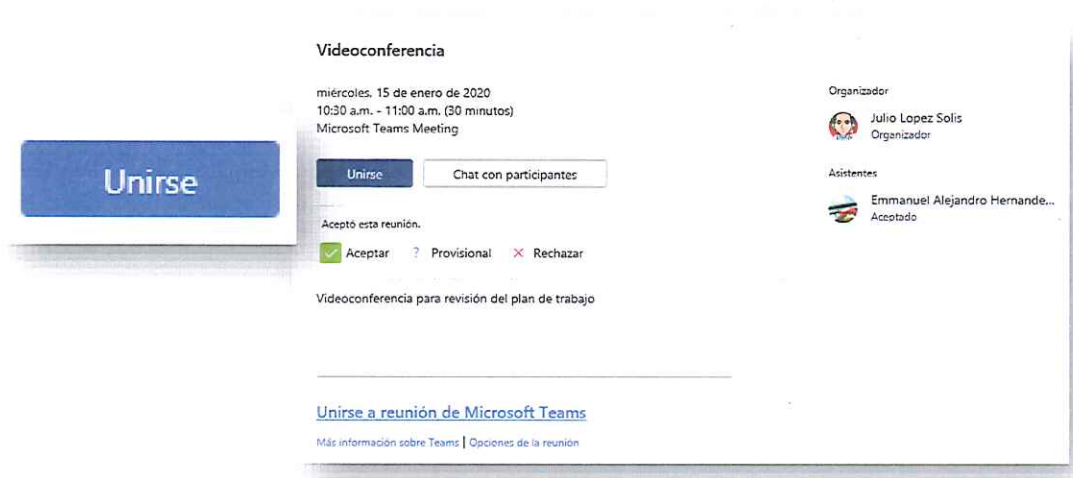 Unirse
Videoconferencia
miércoles, 15 de enero de 2020
10:30 a.m. - 11:00 a.m. (30 minutos)
Microsoft Teams Meeting
Unirse
Chat con participantes
Aceptó esta reunión.
Aceptar ? Provisional × Rechazar
Videoconferencia para revisión del plan de trabajo
Unirse a reunión de Microsoft Teams
Más información sobre Teams | Opciones de la reunión
Organizador
Julio Lopez Solis
Organizador
Asistentes
Emmanuel Alejandro Hernande...
Aceptado